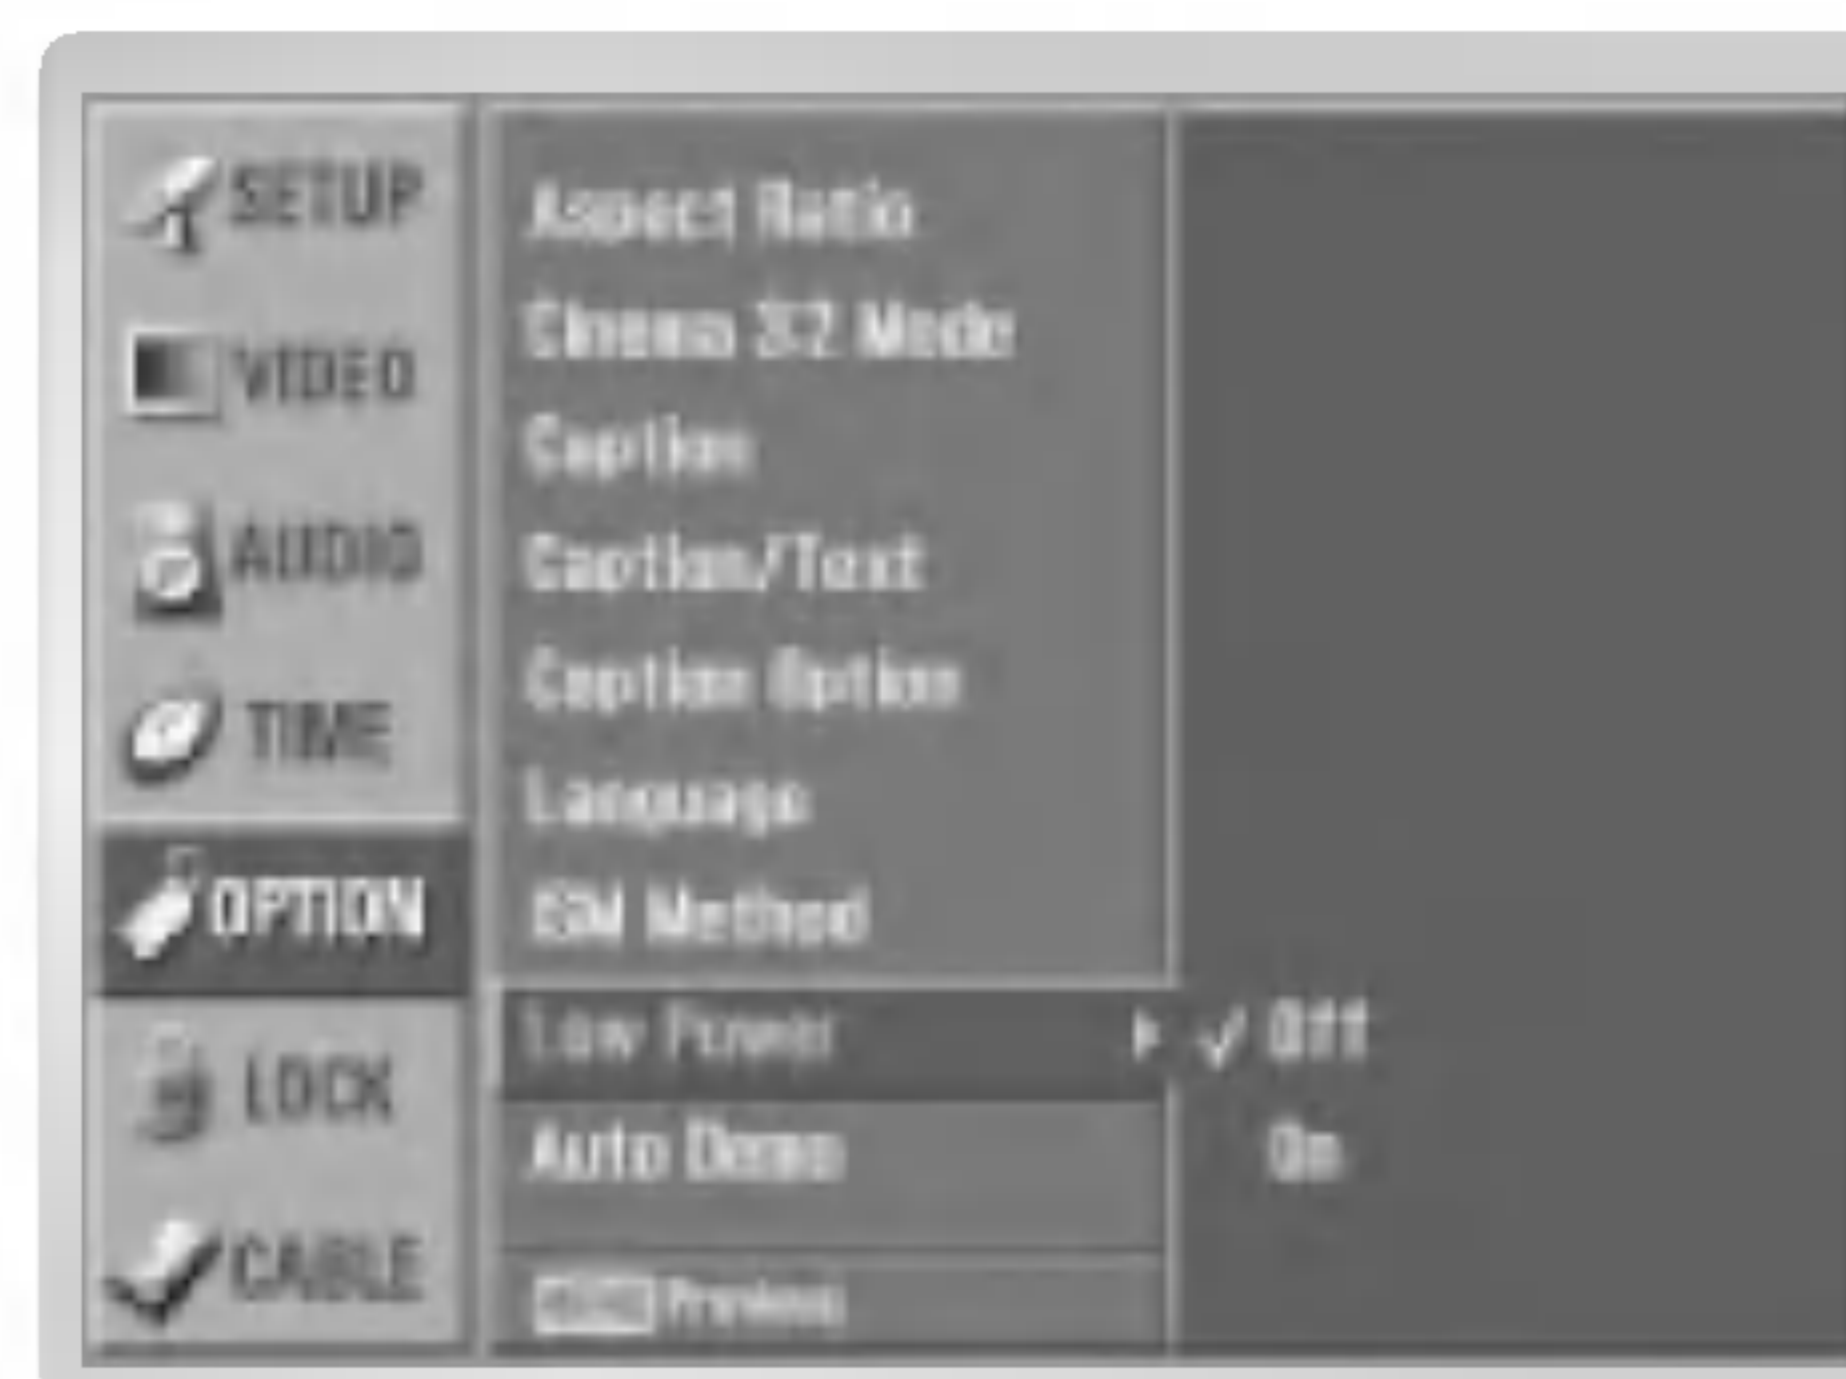 SETUP
VIDEO
AUDIO
TIME
OPTION
LOCK
CABLE
Aspect Ratio
Cinema 3:2 Mode
Caption
Caption/Text
Caption Option
Language
ISM Method
Low Power
Auto Demo
Previous
✓ Off
On